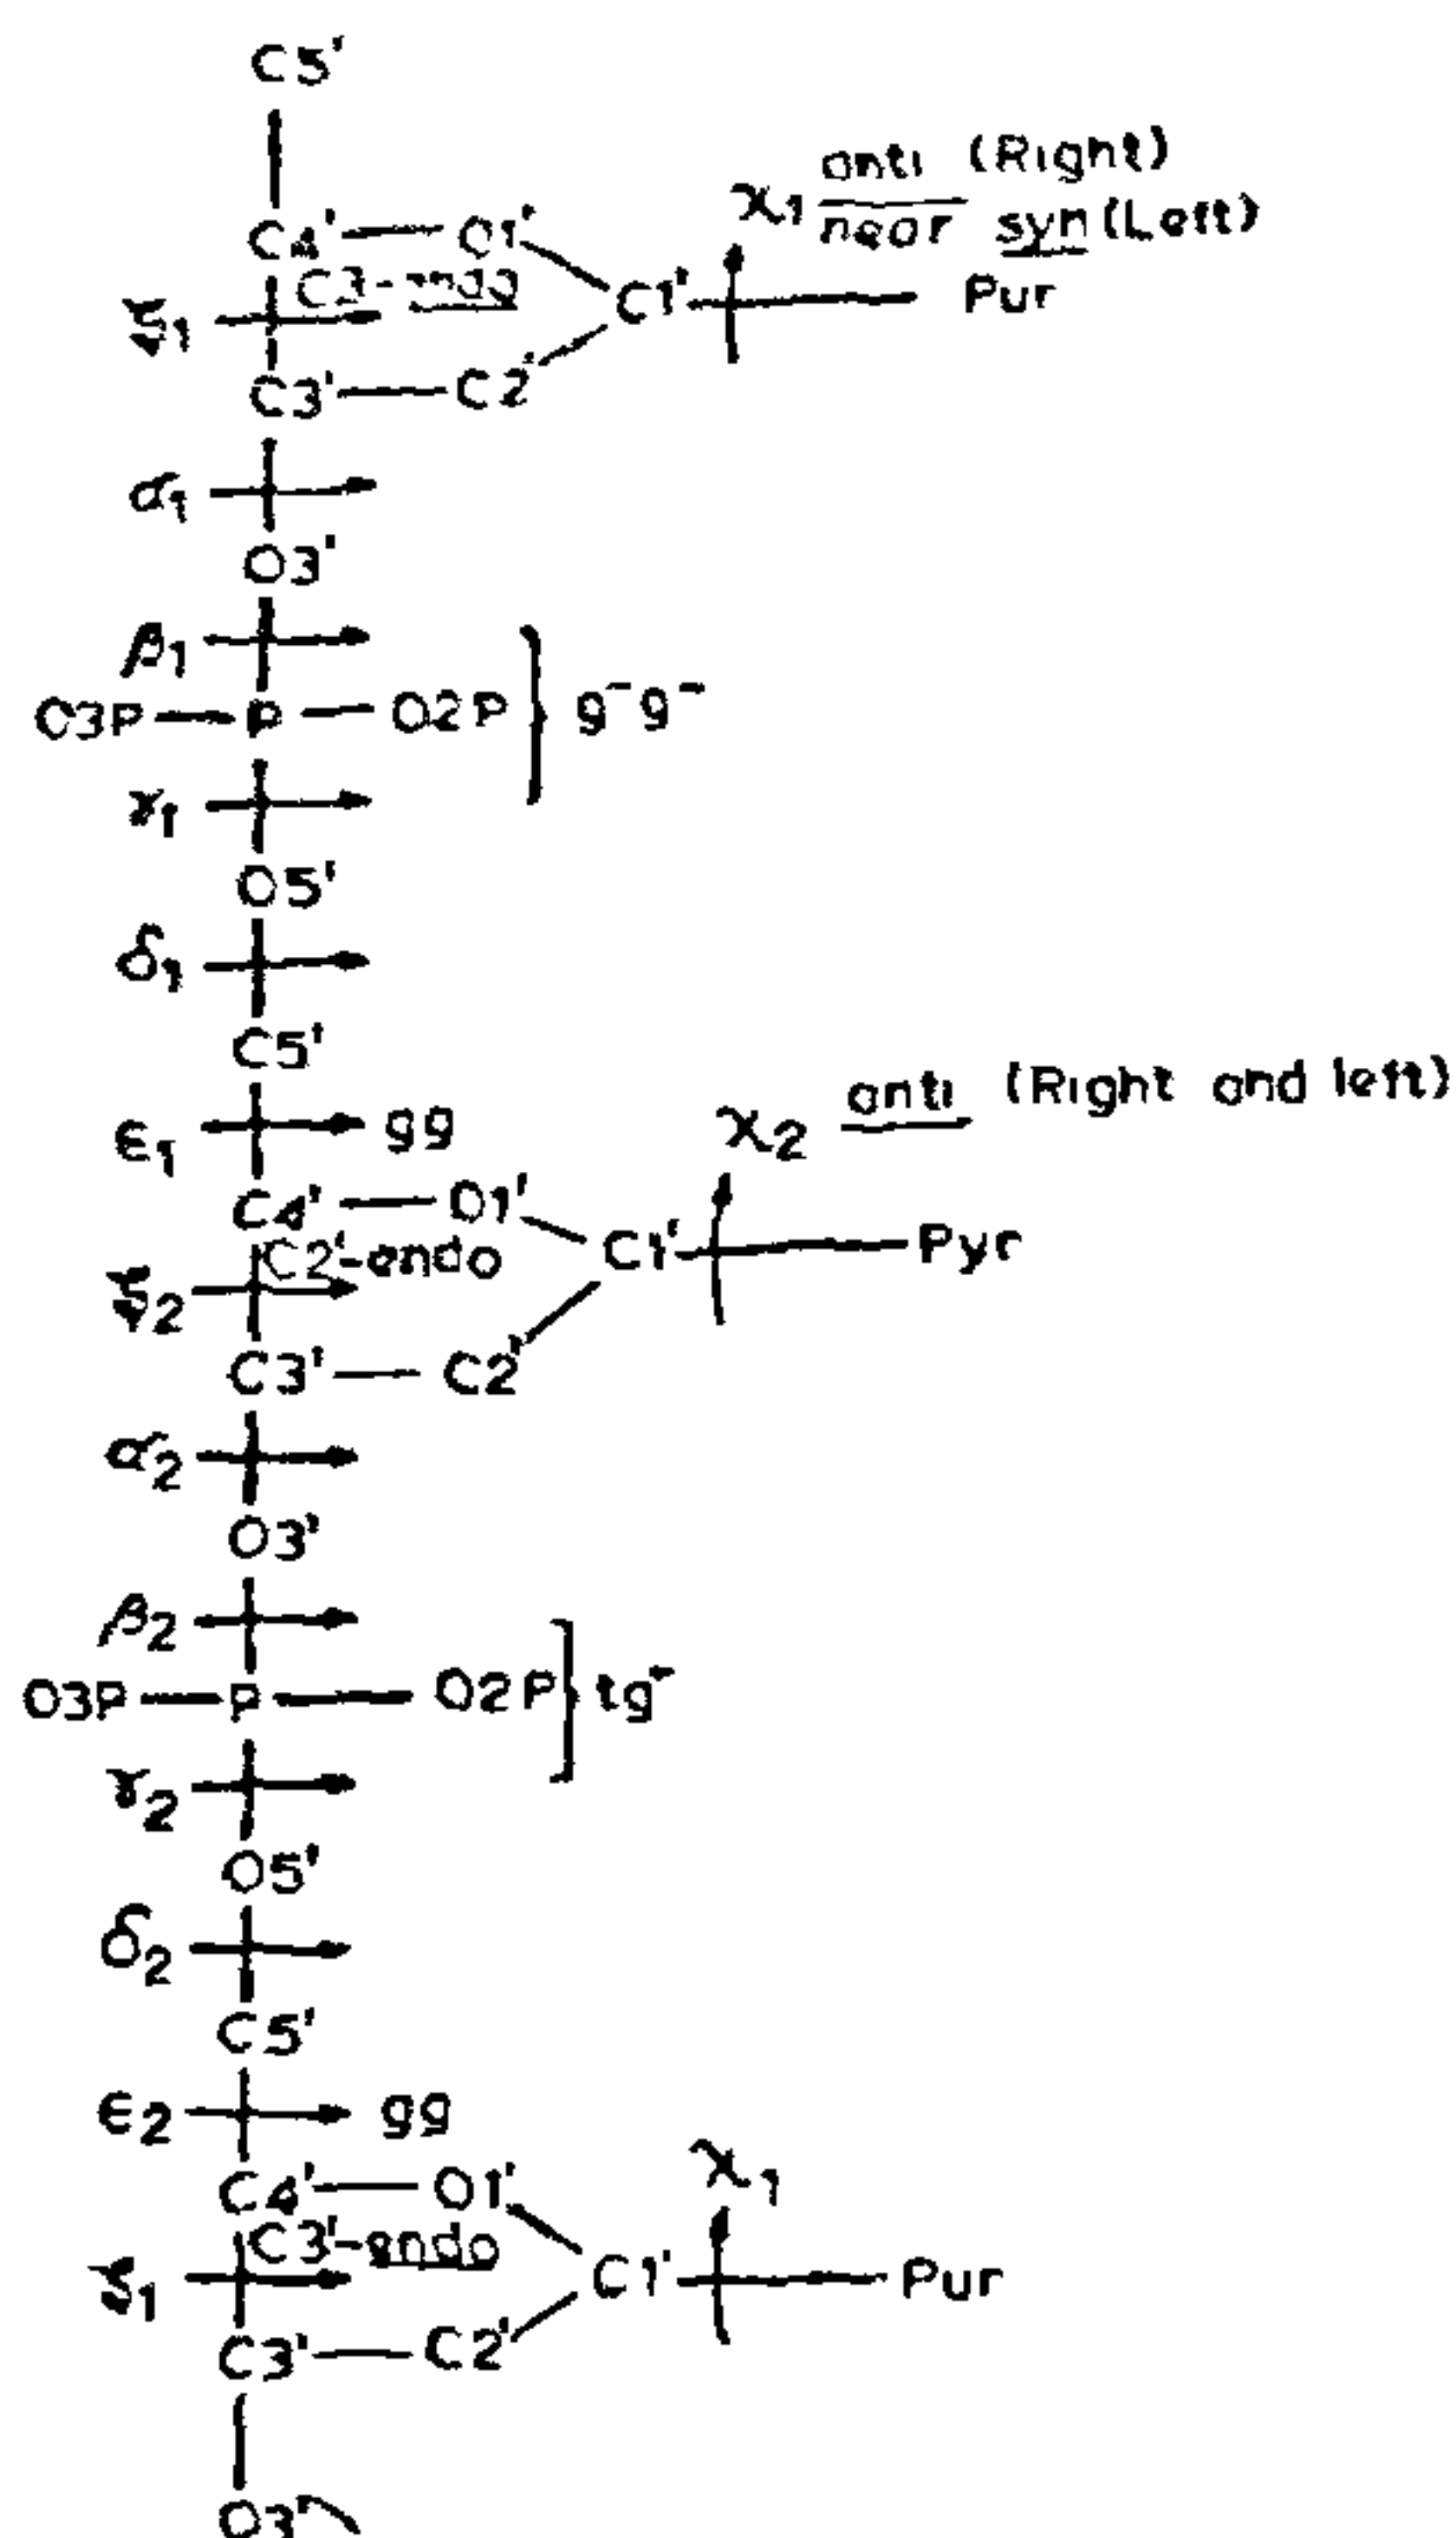 C5'
anti (Right)
χ1 near syn (Left)
C4' O1'
C3'-endo C1' Pur
ξ1
C3' C2'
α1
O3'
β1
O3P P O2P } g⁻g⁻
γ1
O5'
δ1
C5'
anti (Right and left)
χ2
ϵ1 gg
C4' O1'
C2'-endo C1' Pyr
ξ2
C3' C2'
α2
O3'
β2
O3P P O2P } tg⁻
γ2
O5'
δ2
C5'
ϵ2 gg
χ1
C4' O1'
C3'-endo
ξ1 C1' Pur
C3' C2'
O3'